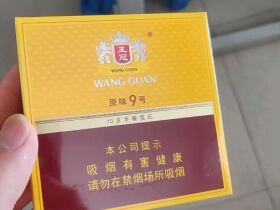 王冠
WANG GUAN
WANG GUAN
原味9号
10支手卷雪茄
本公司提示
吸烟有害健康
请勿在禁烟场所吸烟